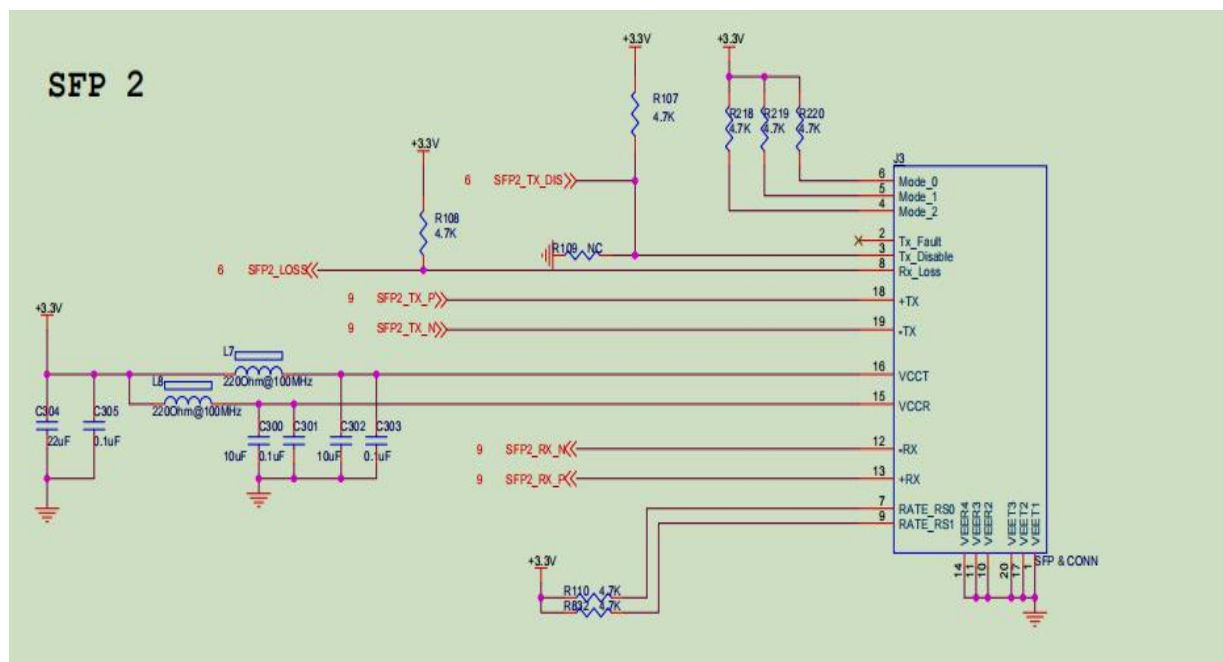 SFP 2
+3.3V
+3.3V
R107
4.7K
R218 R219 R220
4.7K 4.7K 4.7K
+3.3V
J3
6 SFP2_TX_DIS
6 Mode_0
5 Mode_1
4 Mode_2
R108
4.7K
2 Tx_Fault
R109 NC
3 Tx_Disable
6 SFP2_LOSS
8 Rx_Loss
9 SFP2_TX_P
18 +TX
+3.3V
9 SFP2_TX_N
19 -TX
L7
220Ohm@100MHz
16 VCCT
L8
220Ohm@100MHz
15 VCCR
C304 C305
22uF 0.1uF
C300 C301 C302 C303
10uF 0.1uF 10uF 0.1uF
9 SFP2_RX_N
12 -RX
9 SFP2_RX_P
13 +RX
7 RATE_RS0
9 RATE_RS1
VEER4 VEER3 VEER2 VEET3 VEET2 VEET1
14 11 10 20 17 1
SFP & CONN
+3.3V
R110 4.7K
R832 4.7K